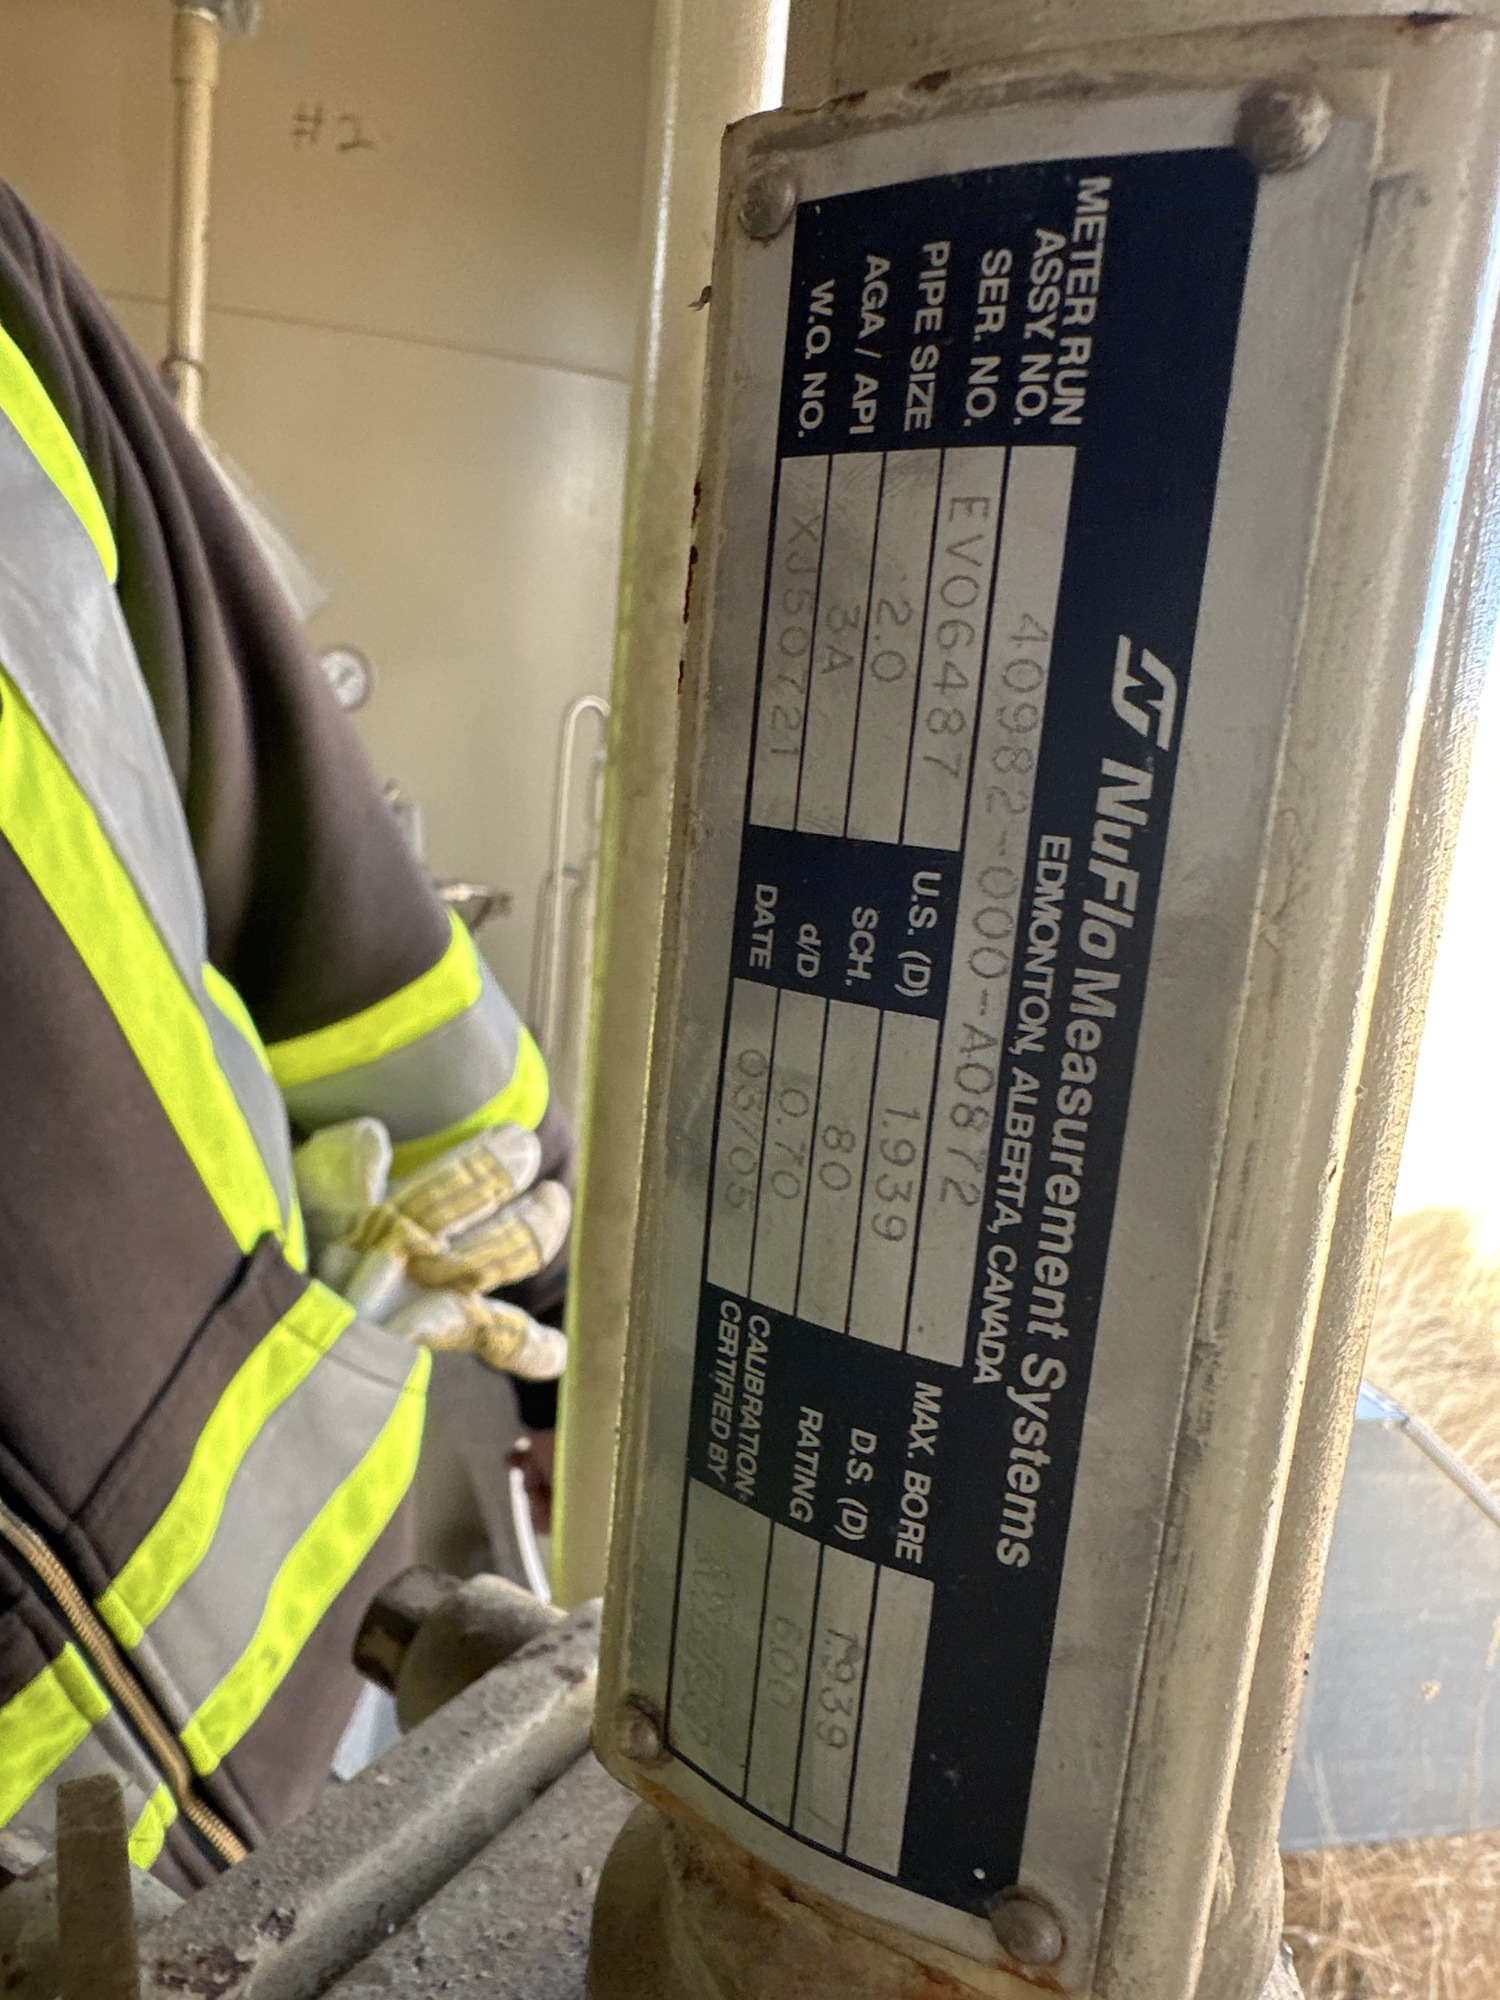 #2
NuFlo Measurement Systems
EDMONTON, ALBERTA, CANADA
METER RUN
ASSY. NO. 40982-000-A0872
SER. NO. EV06487 U.S. (D) 1.939 MAX. BORE
PIPE SIZE 2.0 SCH. 80 D.S. (D) 1.939
AGA / API 3A d/D 0.70 RATING 600
W.O. NO. XJ50721 DATE 03/05 CALIBRATION CERTIFIED BY